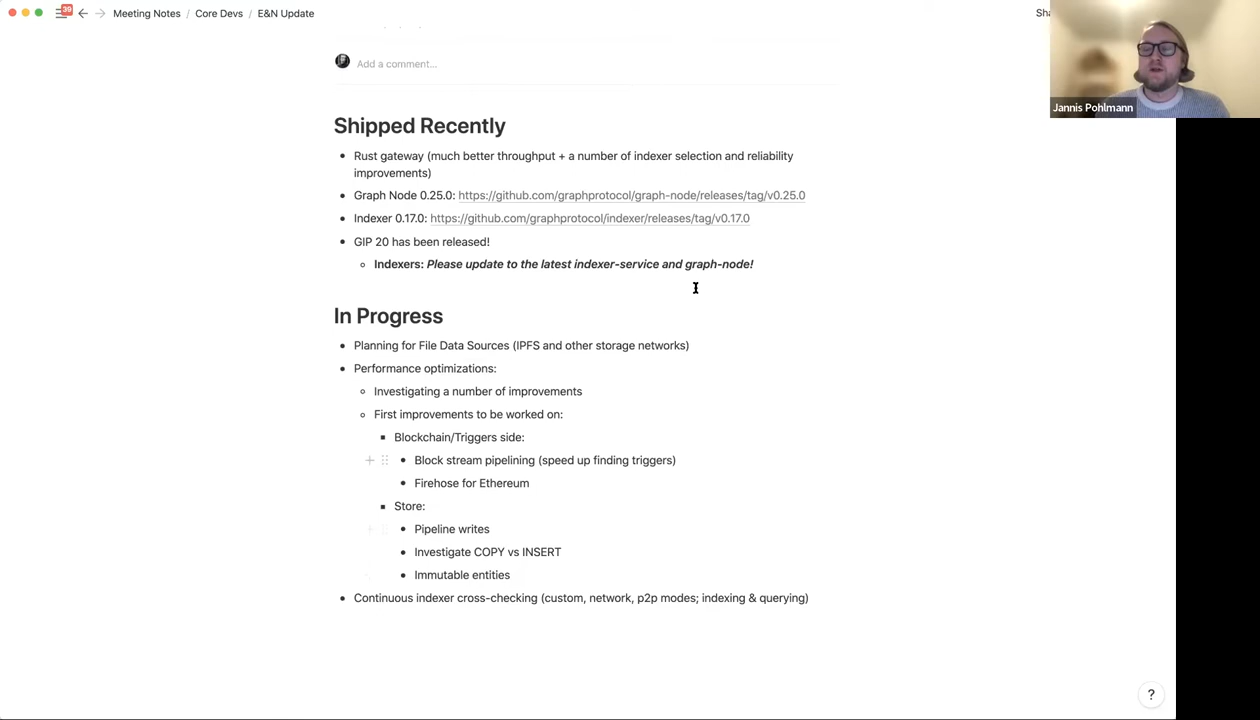 39
Meeting Notes / Core Devs / E&N Update
Sha
Jannis Pohlmann
Add a comment...
Shipped Recently
• Rust gateway (much better throughput + a number of indexer selection and reliability
improvements)
• Graph Node 0.25.0: https://github.com/graphprotocol/graph-node/releases/tag/v0.25.0
• Indexer 0.17.0: https://github.com/graphprotocol/indexer/releases/tag/v0.17.0
• GIP 20 has been released!
◦ Indexers: Please update to the latest indexer-service and graph-node!
In Progress
• Planning for File Data Sources (IPFS and other storage networks)
• Performance optimizations:
◦ Investigating a number of improvements
◦ First improvements to be worked on:
▪ Blockchain/Triggers side:
• Block stream pipelining (speed up finding triggers)
• Firehose for Ethereum
▪ Store:
• Pipeline writes
• Investigate COPY vs INSERT
• Immutable entities
• Continuous indexer cross-checking (custom, network, p2p modes; indexing & querying)
?